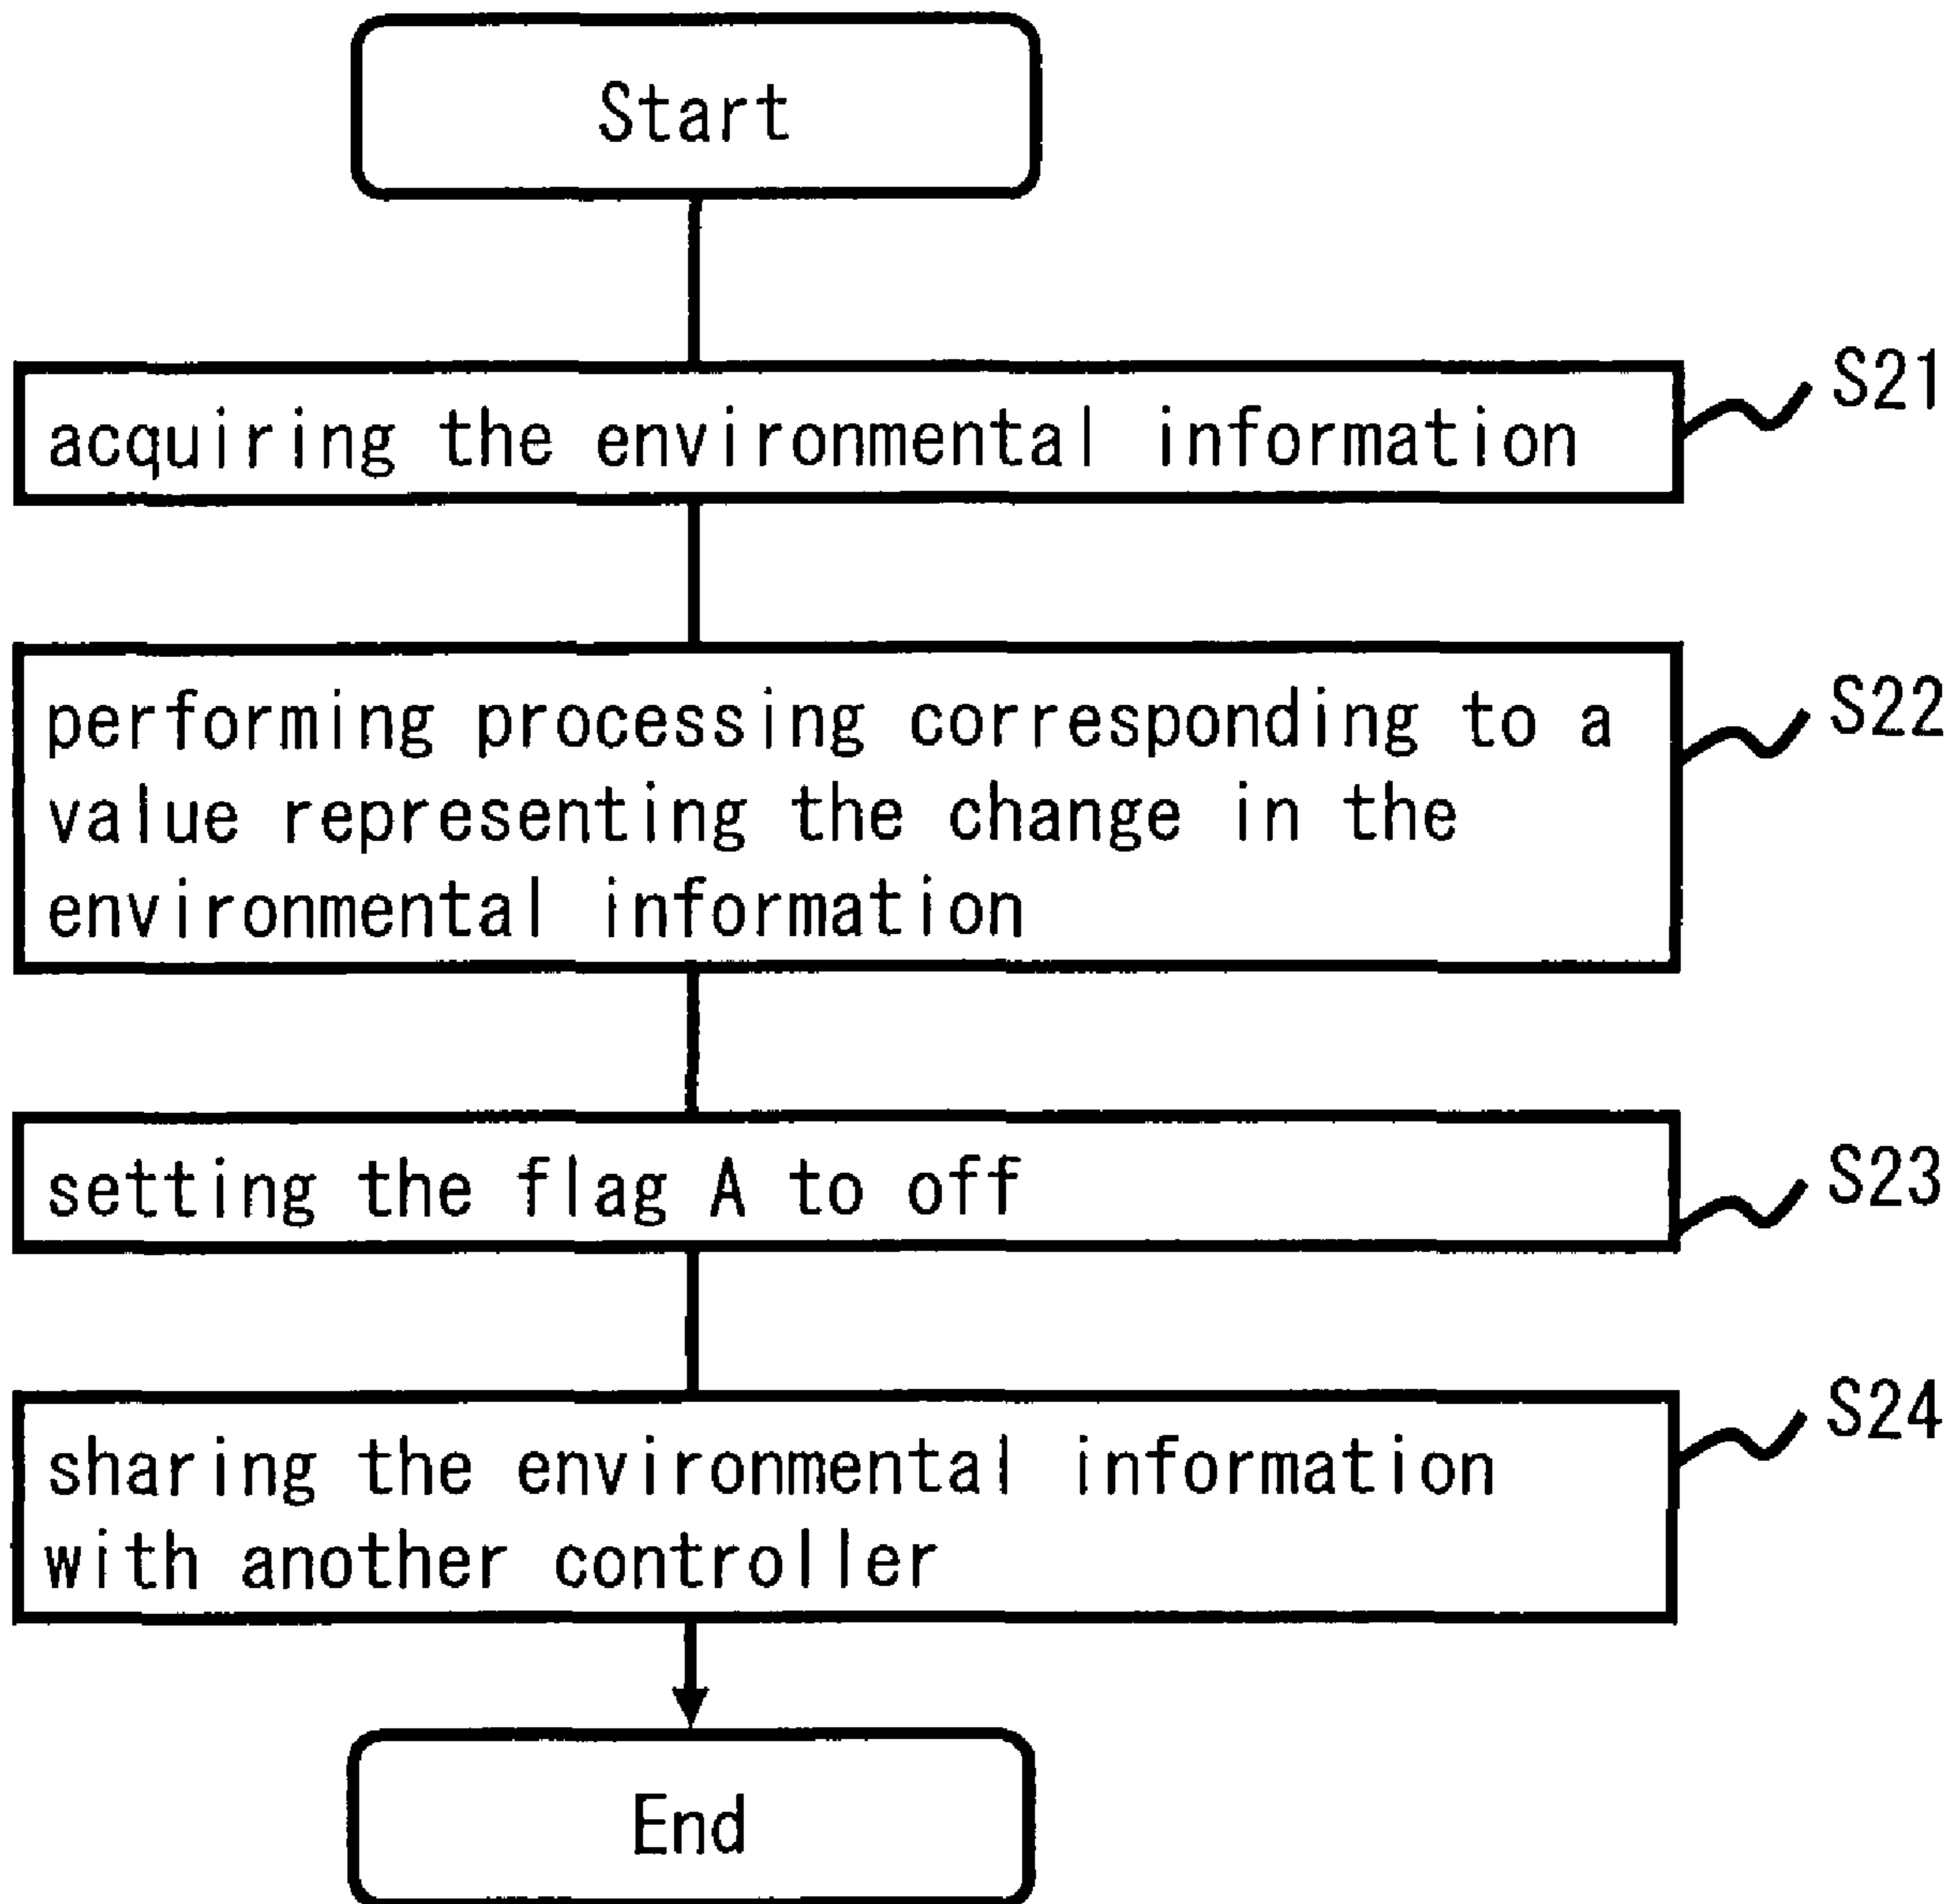 Start
S21
acquiring the environmental information
S22
performing processing corresponding to a
value representing the change in the
environmental information
S23
setting the flag A to off
S24
sharing the environmental information
with another controller
End